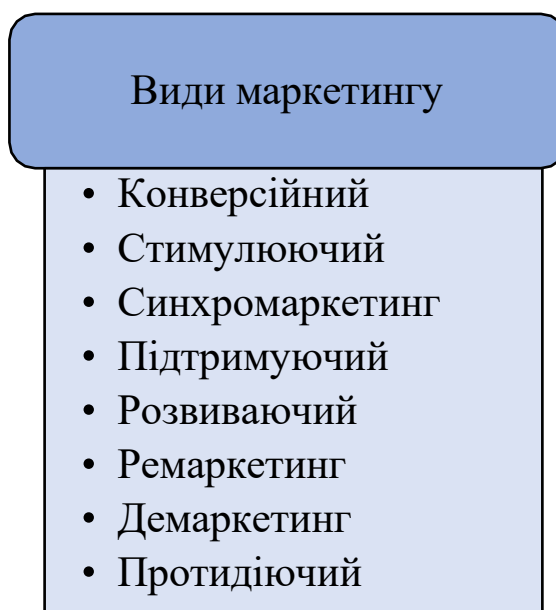 Види маркетингу
• Конверсійний
• Стимулюючий
• Синхромаркетинг
• Підтримуючий
• Розвиваючий
• Ремаркетинг
• Демаркетинг
• Протидіючий